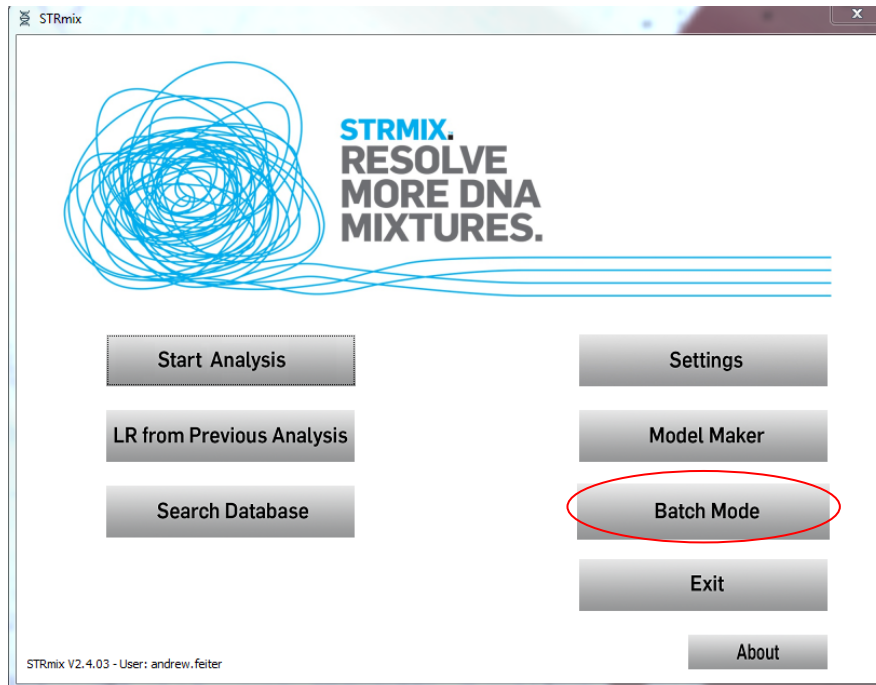 STRmix
X
STRMIX.
RESOLVE
MORE DNA
MIXTURES.
Start Analysis
Settings
LR from Previous Analysis
Model Maker
Search Database
Batch Mode
Exit
About
STRmix V2.4.03 - User: andrew.feiter